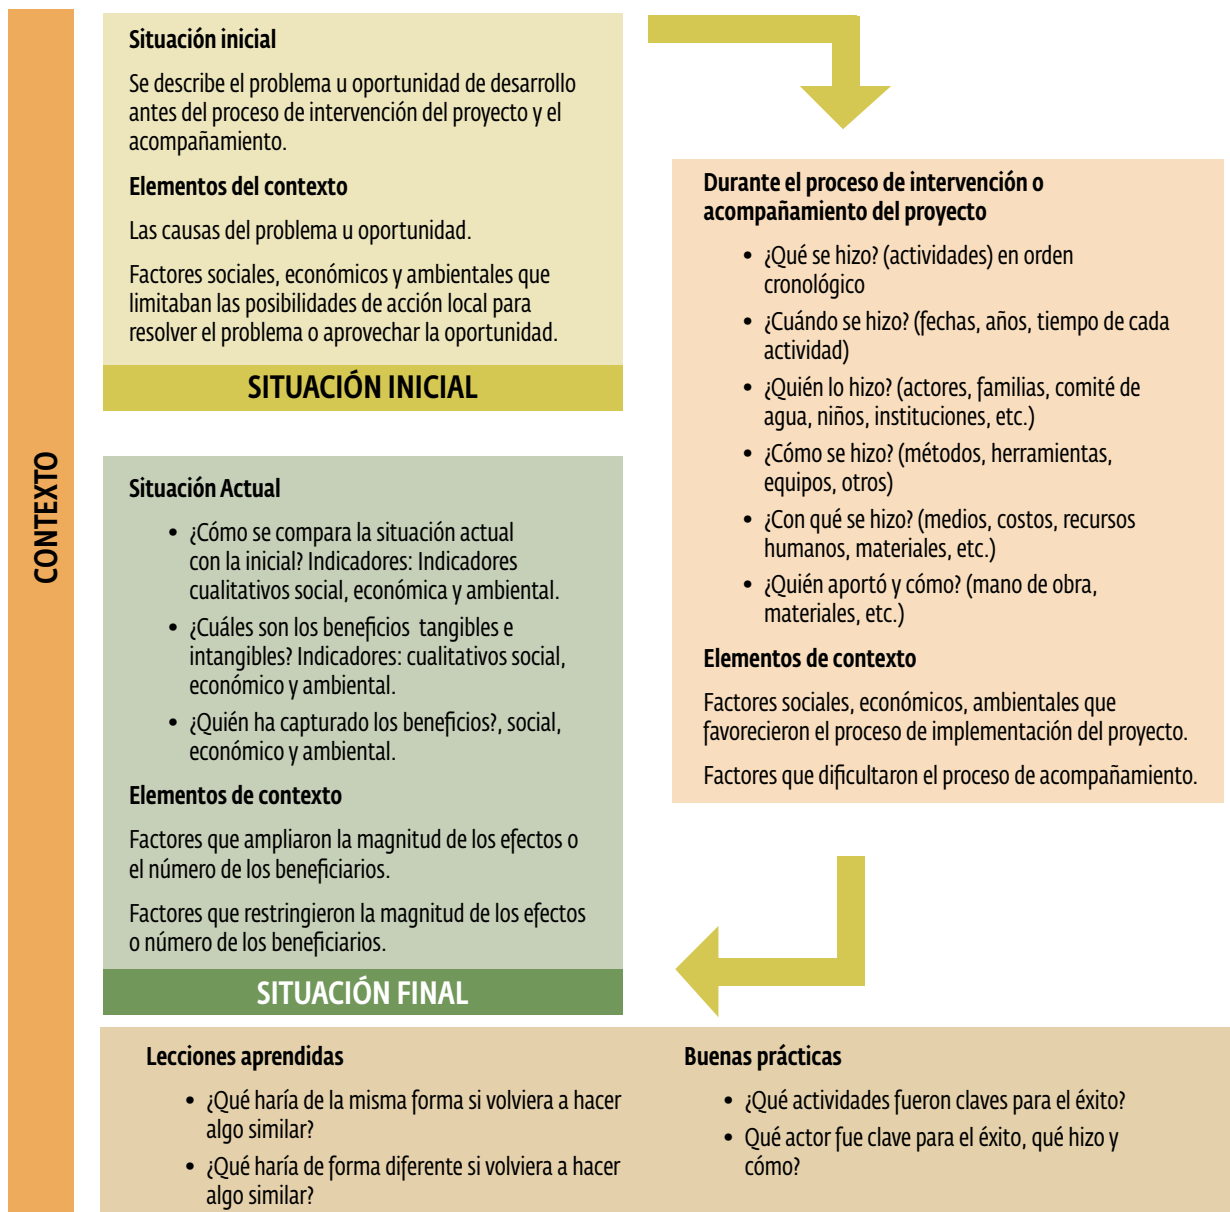 CONTEXTO
Situación inicial
Se describe el problema u oportunidad de desarrollo
antes del proceso de intervención del proyecto y el
acompañamiento.
Elementos del contexto
Las causas del problema u oportunidad.
Factores sociales, económicos y ambientales que
limitaban las posibilidades de acción local para
resolver el problema o aprovechar la oportunidad.
SITUACIÓN INICIAL
Durante el proceso de intervención o
acompañamiento del proyecto
• ¿Qué se hizo? (actividades) en orden
cronológico
• ¿Cuándo se hizo? (fechas, años, tiempo de cada
actividad)
• ¿Quién lo hizo? (actores, familias, comité de
agua, niños, instituciones, etc.)
• ¿Cómo se hizo? (métodos, herramientas,
equipos, otros)
• ¿Con qué se hizo? (medios, costos, recursos
humanos, materiales, etc.)
• ¿Quién aportó y cómo? (mano de obra,
materiales, etc.)
Elementos de contexto
Factores sociales, económicos, ambientales que
favorecieron el proceso de implementación del proyecto.
Factores que dificultaron el proceso de acompañamiento.
Situación Actual
• ¿Cómo se compara la situación actual
con la inicial? Indicadores: Indicadores
cualitativos social, económica y ambiental.
• ¿Cuáles son los beneficios tangibles e
intangibles? Indicadores: cualitativos social,
económico y ambiental.
• ¿Quién ha capturado los beneficios?, social,
económico y ambiental.
Elementos de contexto
Factores que ampliaron la magnitud de los efectos o
el número de los beneficiarios.
Factores que restringieron la magnitud de los efectos
o número de los beneficiarios.
SITUACIÓN FINAL
Lecciones aprendidas
• ¿Qué haría de la misma forma si volviera a hacer
algo similar?
• ¿Qué haría de forma diferente si volviera a hacer
algo similar?
Buenas prácticas
• ¿Qué actividades fueron claves para el éxito?
• Qué actor fue clave para el éxito, qué hizo y
cómo?